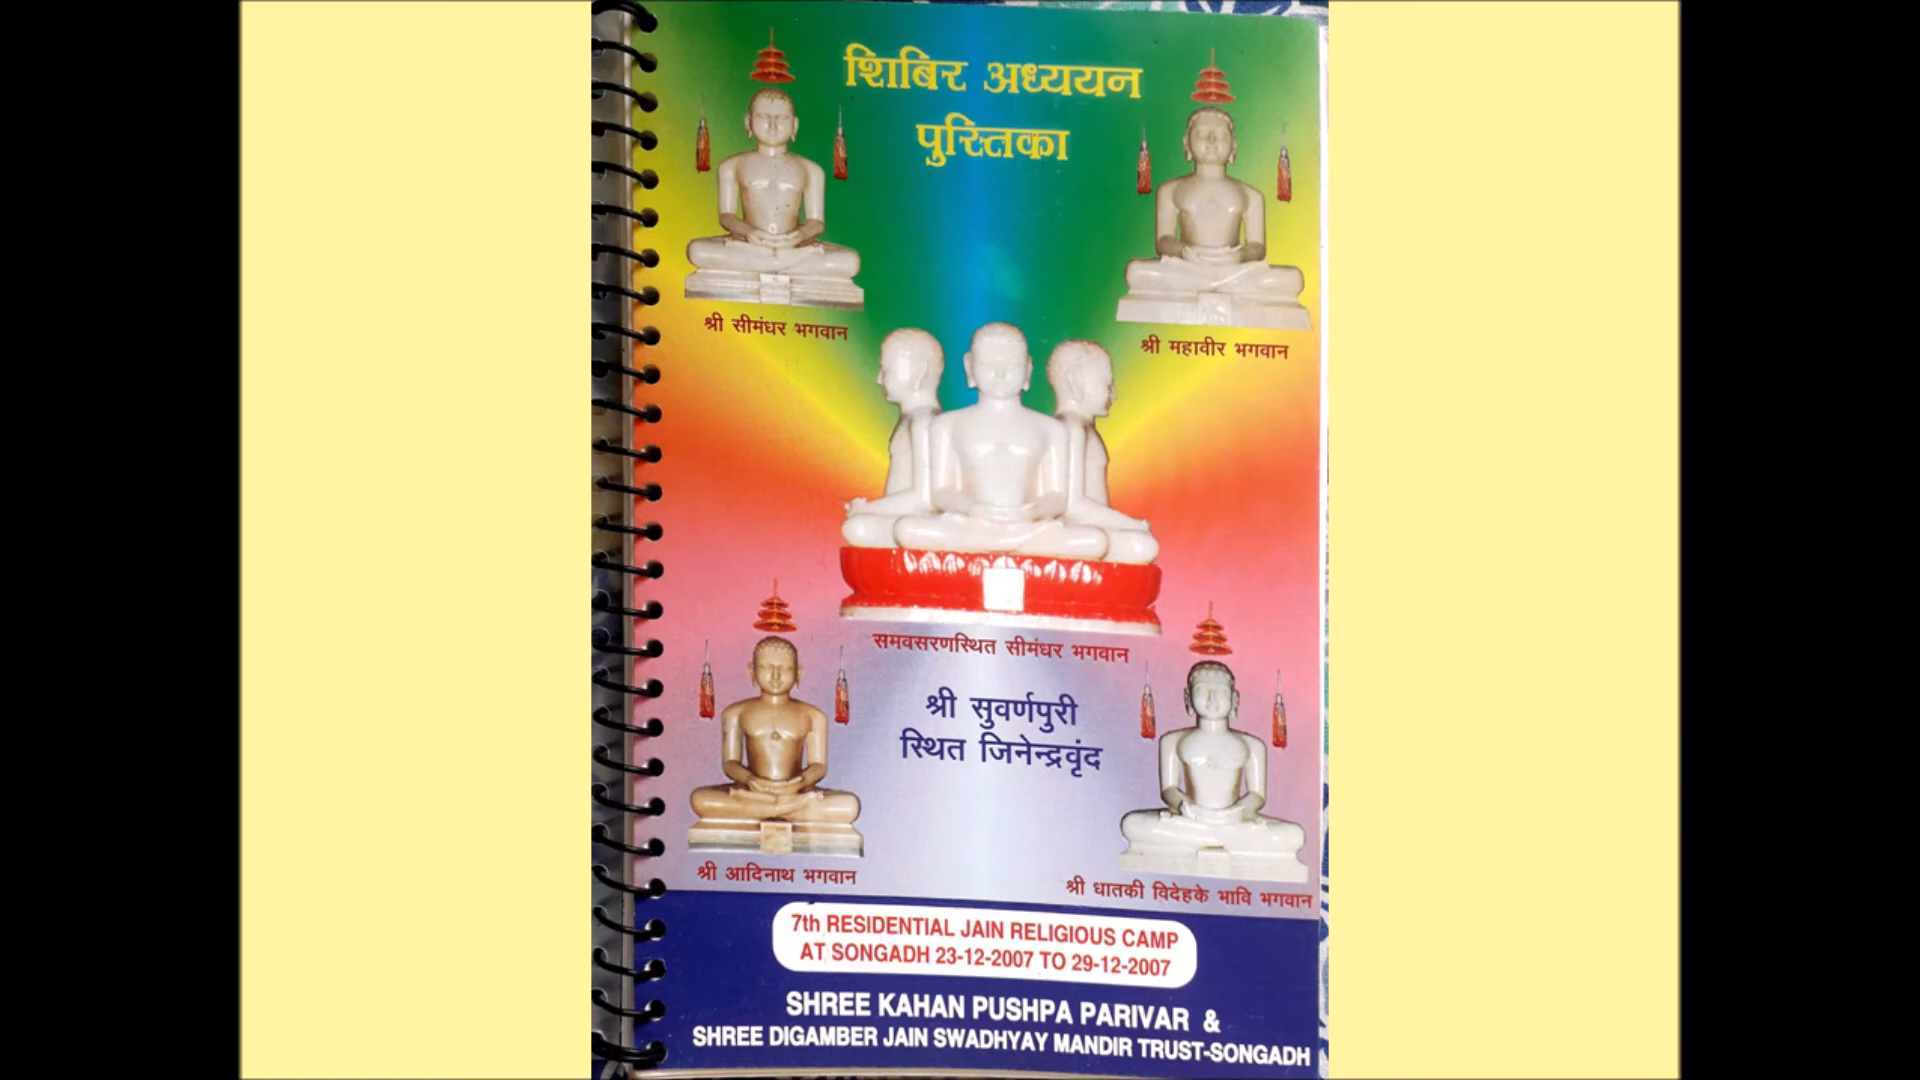 शिबिर अध्ययन
पुस्तिका
श्री सीमंधर भगवान
श्री महावीर भगवान
समवसरणस्थित सीमंधर भगवान
श्री सुवर्णपुरी
स्थित जिनेन्द्रवृंद
श्री आदिनाथ भगवान
श्री धातकी विदेहके भावि भगवान
7th RESIDENTIAL JAIN RELIGIOUS CAMP
AT SONGADH 23-12-2007 TO 29-12-2007
SHREE KAHAN PUSHPA PARIVAR &
SHREE DIGAMBER JAIN SWADHYAY MANDIR TRUST-SONGADH